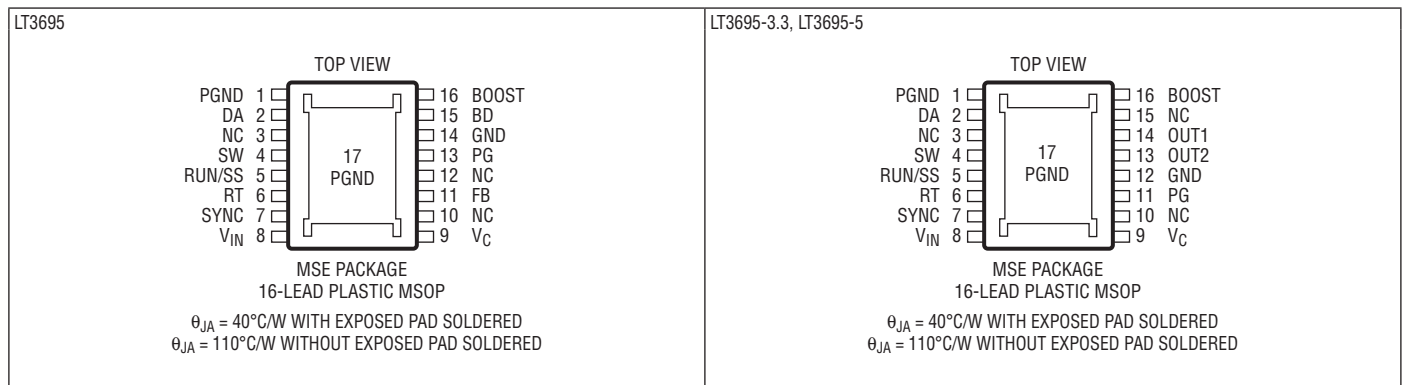 LT3695
TOP VIEW
PGND 1
DA 2
NC 3
SW 4
RUN/SS 5
RT 6
SYNC 7
VIN 8
16 BOOST
15 BD
14 GND
13 PG
12 NC
11 FB
10 NC
9 VC
17
PGND
MSE PACKAGE
16-LEAD PLASTIC MSOP
θJA = 40°C/W WITH EXPOSED PAD SOLDERED
θJA = 110°C/W WITHOUT EXPOSED PAD SOLDERED
LT3695-3.3, LT3695-5
TOP VIEW
PGND 1
DA 2
NC 3
SW 4
RUN/SS 5
RT 6
SYNC 7
VIN 8
16 BOOST
15 NC
14 OUT1
13 OUT2
12 GND
11 PG
10 NC
9 VC
17
PGND
MSE PACKAGE
16-LEAD PLASTIC MSOP
θJA = 40°C/W WITH EXPOSED PAD SOLDERED
θJA = 110°C/W WITHOUT EXPOSED PAD SOLDERED